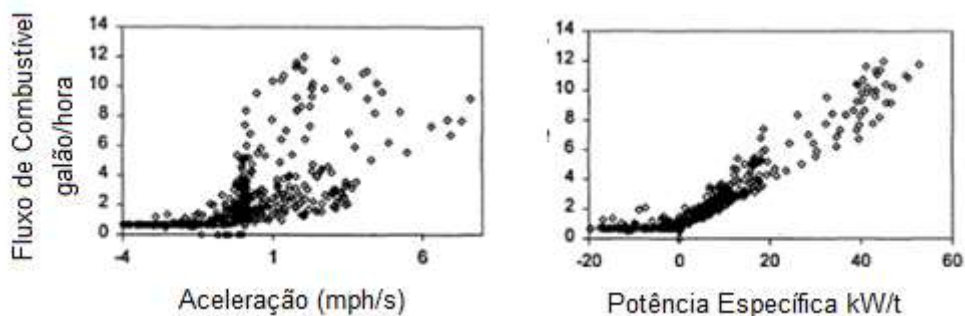 Fluxo de Combustível
galão/hora
14
12
10
8
6
4
2
0
-4 1 6
Aceleração (mph/s)
14
12
10
8
6
4
2
0
-20 0 20 40 60
Potência Específica kW/t